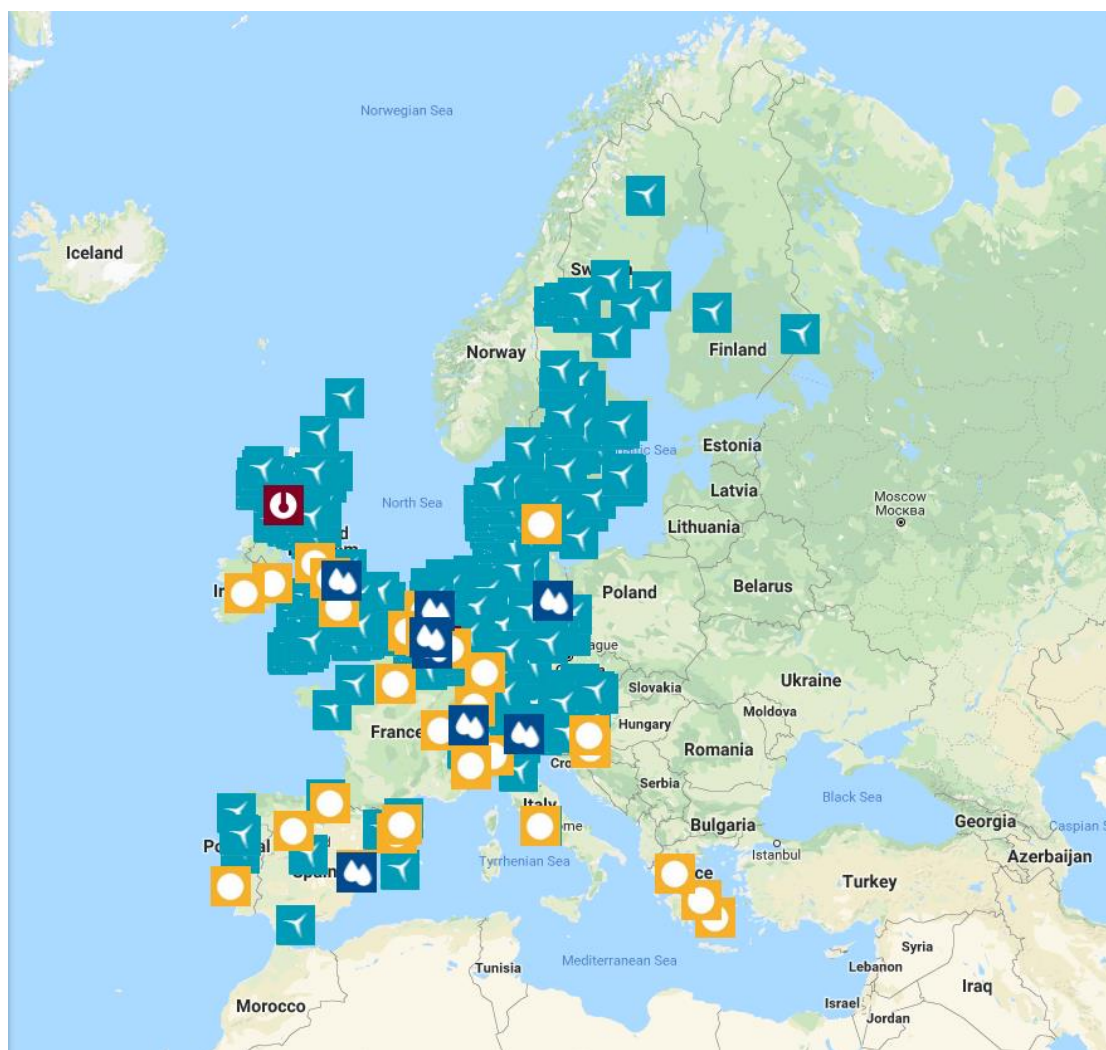 Norwegian Sea
Iceland
Norway
Finland
Estonia
North Sea
Latvia
Moscow
Москва
Lithuania
Belarus
Poland
Ukraine
Slovakia
France
Hungary
Moldova
Romania
Serbia
Black Sea
Italy
Bulgaria
Georgia
Istanbul
Azerbaijan
Tyrrhenian Sea
Turkey
Mediterranean Sea
Syria
Tunisia
Lebanon
Iraq
Israel
Morocco
Jordan